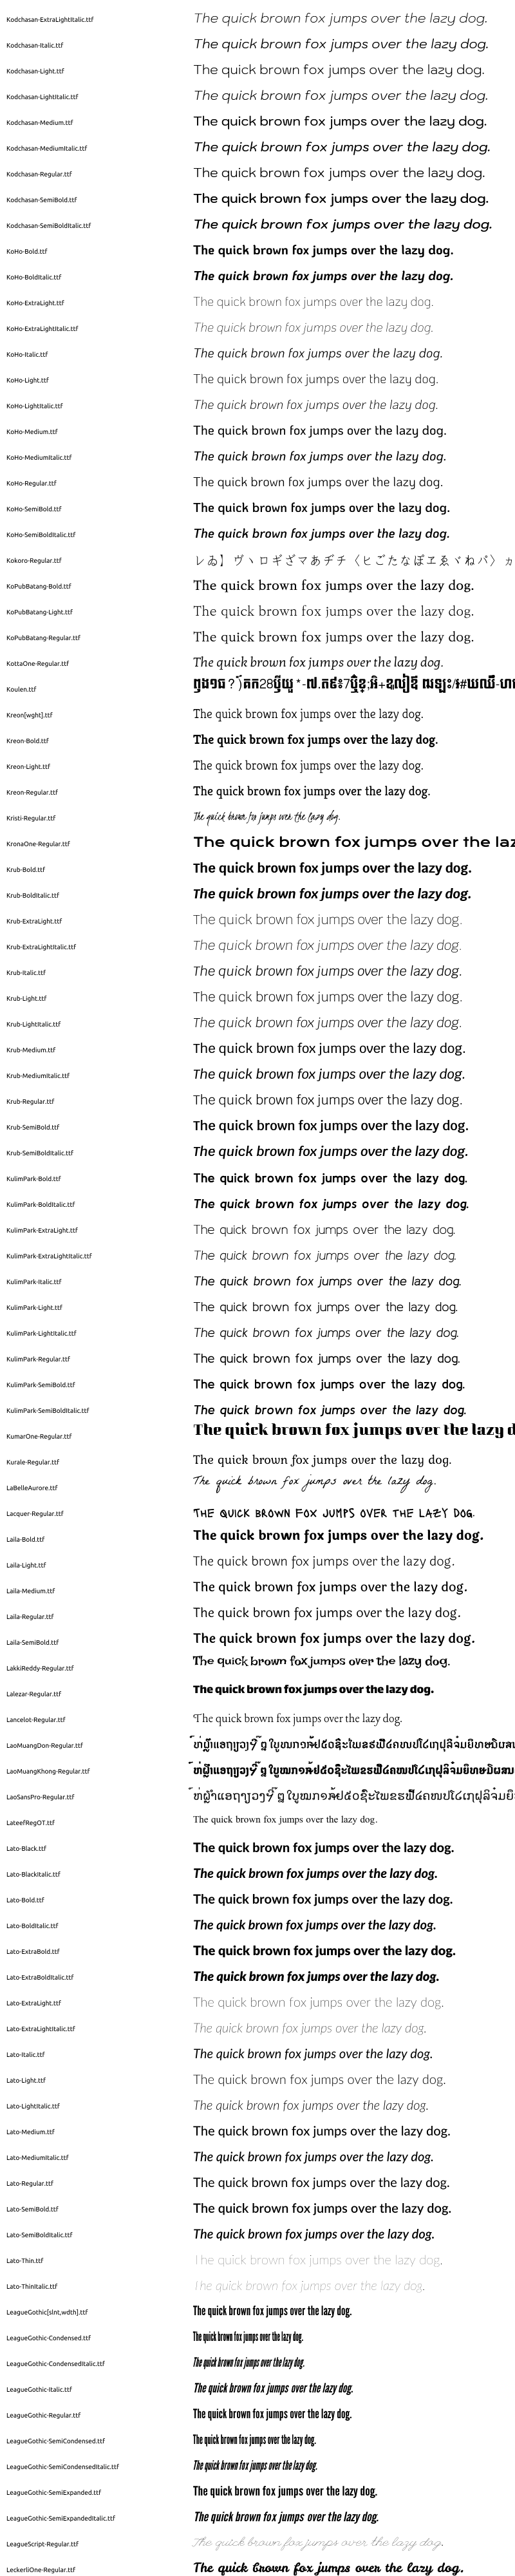 Kodchasan-ExtraLightItalic.ttf The quick brown fox jumps over the lazy dog.
Kodchasan-Italic.ttf The quick brown fox jumps over the lazy dog.
Kodchasan-Light.ttf The quick brown fox jumps over the lazy dog.
Kodchasan-LightItalic.ttf The quick brown fox jumps over the lazy dog.
Kodchasan-Medium.ttf The quick brown fox jumps over the lazy dog.
Kodchasan-MediumItalic.ttf The quick brown fox jumps over the lazy dog.
Kodchasan-Regular.ttf The quick brown fox jumps over the lazy dog.
Kodchasan-SemiBold.ttf The quick brown fox jumps over the lazy dog.
Kodchasan-SemiBoldItalic.ttf The quick brown fox jumps over the lazy dog.
KoHo-Bold.ttf The quick brown fox jumps over the lazy dog.
KoHo-BoldItalic.ttf The quick brown fox jumps over the lazy dog.
KoHo-ExtraLight.ttf The quick brown fox jumps over the lazy dog.
KoHo-ExtraLightItalic.ttf The quick brown fox jumps over the lazy dog.
KoHo-Italic.ttf The quick brown fox jumps over the lazy dog.
KoHo-Light.ttf The quick brown fox jumps over the lazy dog.
KoHo-LightItalic.ttf The quick brown fox jumps over the lazy dog.
KoHo-Medium.ttf The quick brown fox jumps over the lazy dog.
KoHo-MediumItalic.ttf The quick brown fox jumps over the lazy dog.
KoHo-Regular.ttf The quick brown fox jumps over the lazy dog.
KoHo-SemiBold.ttf The quick brown fox jumps over the lazy dog.
KoHo-SemiBoldItalic.ttf The quick brown fox jumps over the lazy dog.
Kokoro-Regular.ttf レゐ】ヴヽロギざマあヂチ〈ヒごたなぽヱゑヾねパ〉カ
KoPubBatang-Bold.ttf The quick brown fox jumps over the lazy dog.
KoPubBatang-Light.ttf The quick brown fox jumps over the lazy dog.
KoPubBatang-Regular.ttf The quick brown fox jumps over the lazy dog.
KottaOne-Regular.ttf The quick brown fox jumps over the lazy dog.
Koulen.ttf
Kreon[wght].ttf The quick brown fox jumps over the lazy dog.
Kreon-Bold.ttf The quick brown fox jumps over the lazy dog.
Kreon-Light.ttf The quick brown fox jumps over the lazy dog.
Kreon-Regular.ttf The quick brown fox jumps over the lazy dog.
Kristi-Regular.ttf The quick brown fox jumps over the lazy dog.
KronaOne-Regular.ttf The quick brown fox jumps over the laz
Krub-Bold.ttf The quick brown fox jumps over the lazy dog.
Krub-BoldItalic.ttf The quick brown fox jumps over the lazy dog.
Krub-ExtraLight.ttf The quick brown fox jumps over the lazy dog.
Krub-ExtraLightItalic.ttf The quick brown fox jumps over the lazy dog.
Krub-Italic.ttf The quick brown fox jumps over the lazy dog.
Krub-Light.ttf The quick brown fox jumps over the lazy dog.
Krub-LightItalic.ttf The quick brown fox jumps over the lazy dog.
Krub-Medium.ttf The quick brown fox jumps over the lazy dog.
Krub-MediumItalic.ttf The quick brown fox jumps over the lazy dog.
Krub-Regular.ttf The quick brown fox jumps over the lazy dog.
Krub-SemiBold.ttf The quick brown fox jumps over the lazy dog.
Krub-SemiBoldItalic.ttf The quick brown fox jumps over the lazy dog.
KulimPark-Bold.ttf The quick brown fox jumps over the lazy dog.
KulimPark-BoldItalic.ttf The quick brown fox jumps over the lazy dog.
KulimPark-ExtraLight.ttf The quick brown fox jumps over the lazy dog.
KulimPark-ExtraLightItalic.ttf The quick brown fox jumps over the lazy dog.
KulimPark-Italic.ttf The quick brown fox jumps over the lazy dog.
KulimPark-Light.ttf The quick brown fox jumps over the lazy dog.
KulimPark-LightItalic.ttf The quick brown fox jumps over the lazy dog.
KulimPark-Regular.ttf The quick brown fox jumps over the lazy dog.
KulimPark-SemiBold.ttf The quick brown fox jumps over the lazy dog.
KulimPark-SemiBoldItalic.ttf The quick brown fox jumps over the lazy dog.
KumarOne-Regular.ttf The quick brown fox jumps over the lazy d
Kurale-Regular.ttf The quick brown fox jumps over the lazy dog.
LaBelleAurore.ttf The quick brown fox jumps over the lazy dog.
Lacquer-Regular.ttf THE QUICK BROWN FOX JUMPS OVER THE LAZY DOG.
Laila-Bold.ttf The quick brown fox jumps over the lazy dog.
Laila-Light.ttf The quick brown fox jumps over the lazy dog.
Laila-Medium.ttf The quick brown fox jumps over the lazy dog.
Laila-Regular.ttf The quick brown fox jumps over the lazy dog.
Laila-SemiBold.ttf The quick brown fox jumps over the lazy dog.
LakkiReddy-Regular.ttf The quick brown fox jumps over the lazy dog.
Lalezar-Regular.ttf The quick brown fox jumps over the lazy dog.
Lancelot-Regular.ttf The quick brown fox jumps over the lazy dog.
LaoMuangDon-Regular.ttf
LaoMuangKhong-Regular.ttf
LaoSansPro-Regular.ttf
LateefRegOT.ttf The quick brown fox jumps over the lazy dog.
Lato-Black.ttf The quick brown fox jumps over the lazy dog.
Lato-BlackItalic.ttf The quick brown fox jumps over the lazy dog.
Lato-Bold.ttf The quick brown fox jumps over the lazy dog.
Lato-BoldItalic.ttf The quick brown fox jumps over the lazy dog.
Lato-ExtraBold.ttf The quick brown fox jumps over the lazy dog.
Lato-ExtraBoldItalic.ttf The quick brown fox jumps over the lazy dog.
Lato-ExtraLight.ttf The quick brown fox jumps over the lazy dog.
Lato-ExtraLightItalic.ttf The quick brown fox jumps over the lazy dog.
Lato-Italic.ttf The quick brown fox jumps over the lazy dog.
Lato-Light.ttf The quick brown fox jumps over the lazy dog.
Lato-LightItalic.ttf The quick brown fox jumps over the lazy dog.
Lato-Medium.ttf The quick brown fox jumps over the lazy dog.
Lato-MediumItalic.ttf The quick brown fox jumps over the lazy dog.
Lato-Regular.ttf The quick brown fox jumps over the lazy dog.
Lato-SemiBold.ttf The quick brown fox jumps over the lazy dog.
Lato-SemiBoldItalic.ttf The quick brown fox jumps over the lazy dog.
Lato-Thin.ttf The quick brown fox jumps over the lazy dog.
Lato-ThinItalic.ttf The quick brown fox jumps over the lazy dog.
LeagueGothic[slnt,wdth].ttf The quick brown fox jumps over the lazy dog.
LeagueGothic-Condensed.ttf The quick brown fox jumps over the lazy dog.
LeagueGothic-CondensedItalic.ttf The quick brown fox jumps over the lazy dog.
LeagueGothic-Italic.ttf The quick brown fox jumps over the lazy dog.
LeagueGothic-Regular.ttf The quick brown fox jumps over the lazy dog.
LeagueGothic-SemiCondensed.ttf The quick brown fox jumps over the lazy dog.
LeagueGothic-SemiCondensedItalic.ttf The quick brown fox jumps over the lazy dog.
LeagueGothic-SemiExpanded.ttf The quick brown fox jumps over the lazy dog.
LeagueGothic-SemiExpandedItalic.ttf The quick brown fox jumps over the lazy dog.
LeagueScript-Regular.ttf The quick brown fox jumps over the lazy dog.
LeckerliOne-Regular.ttf The quick brown fox jumps over the lazy dog.